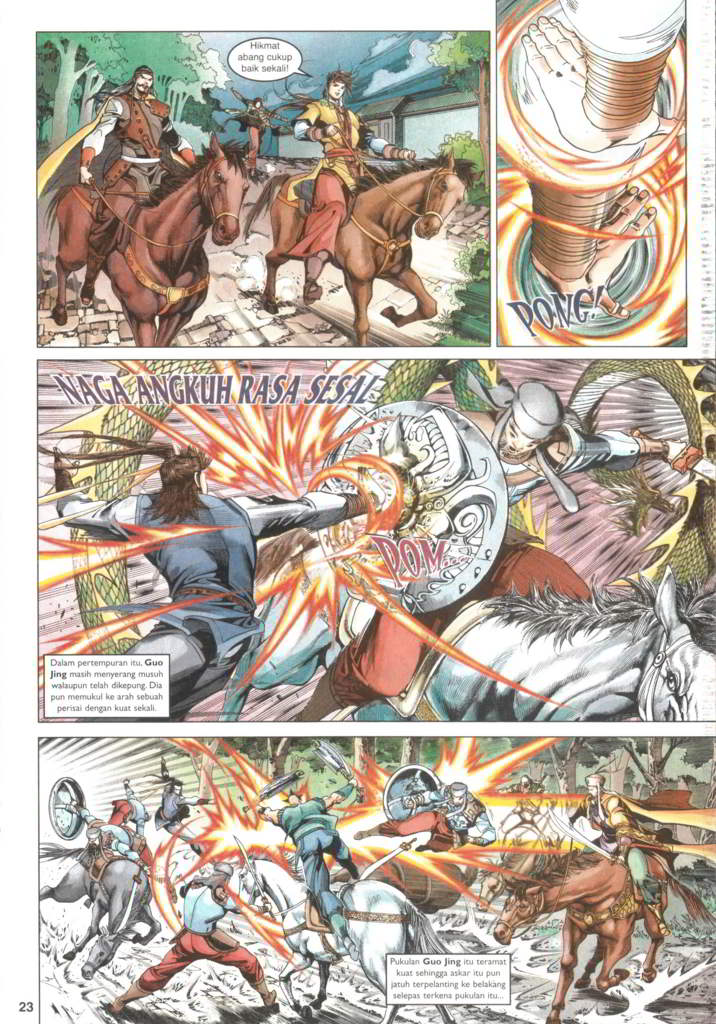 Hikmat
abang cukup
baik sekali!
PONG!
NAGA ANGKUH RASA SESAL
POM...
Dalam pertempuran itu, Guo
Jing masih menyerang musuh
walaupun telah dikepung. Dia
pun memukul ke arah sebuah
perisai dengan kuat sekali.
Pukulan Guo Jing itu teramat
kuat sehingga askar itu pun
jatuh terpelanting ke belakang
selepas terkena pukulan itu...
23